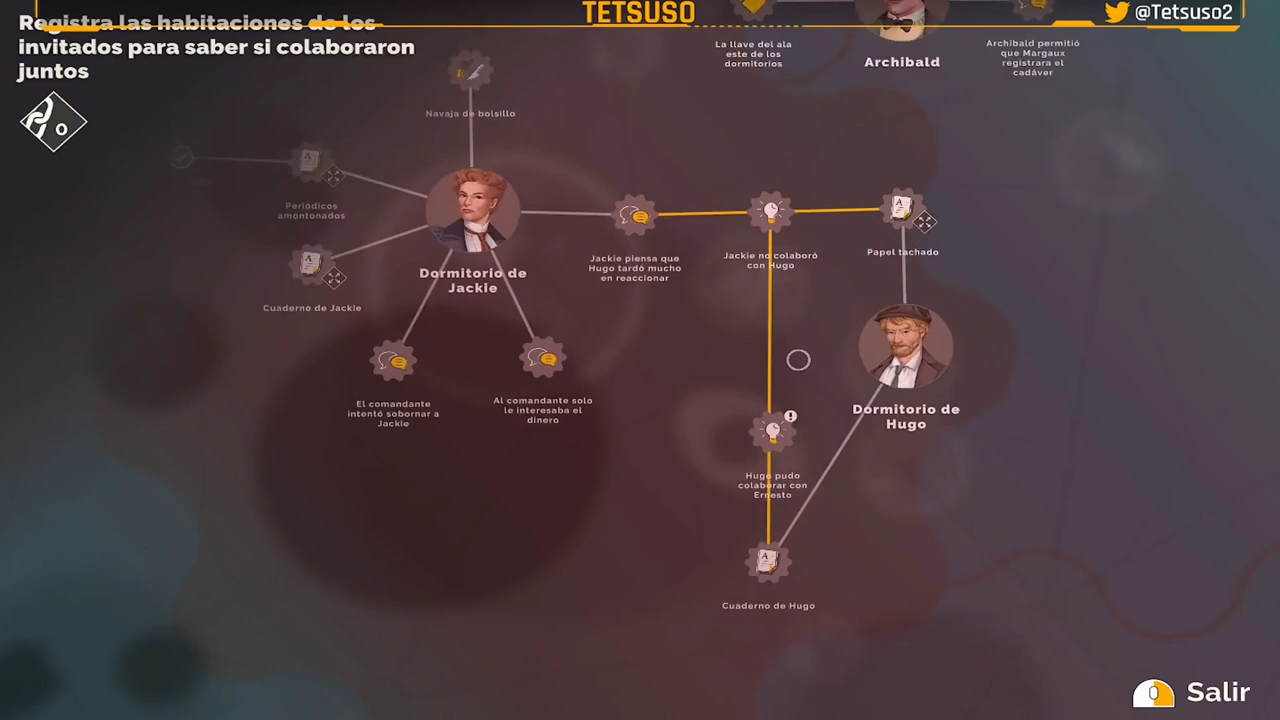 TETSUSO
@Tetsuso2
Registra las habitaciones de los
invitados para saber si colaboraron
juntos
0
La llave del ala
este de los
dormitorios
Archibald
Archibald permitió
que Margaux
registrara el
cadáver
Navaja de bolsillo
Periódicos
amontonados
Dormitorio de
Jackie
Cuaderno de Jackie
Jackie piensa que
Hugo tardó mucho
en reaccionar
Jackie no colaboró
con Hugo
Papel tachado
El comandante
intentó sobornar a
Jackie
Al comandante solo
le interesaba el
dinero
Dormitorio de
Hugo
Hugo pudo
colaborar con
Ernesto
Cuaderno de Hugo
Salir